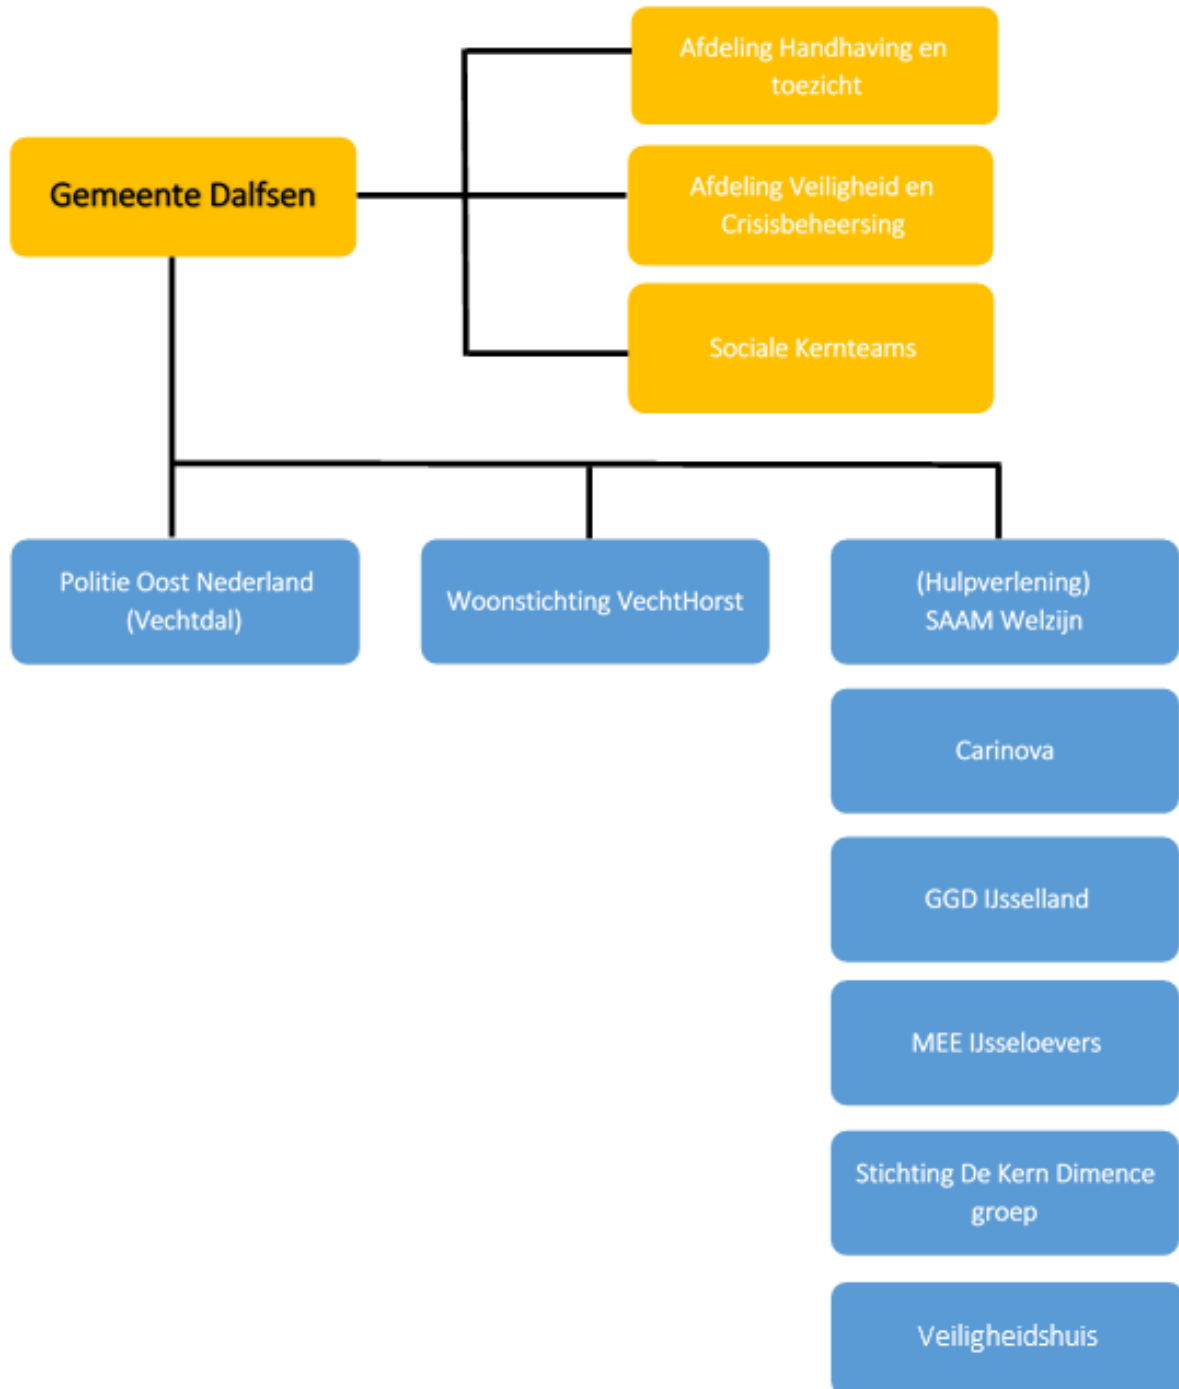 Afdeling Handhaving en
toezicht
Gemeente Dalfsen
Afdeling Veiligheid en
Crisisbeheersing
Sociale Kernteams
Politie Oost Nederland
(Vechtdal)
Woonstichting VechtHorst
(Hulpverlening)
SAAM Welzijn
Carinova
GGD IJsselland
MEE IJsseloevers
Stichting De Kern Dimence
groep
Veiligheidshuis